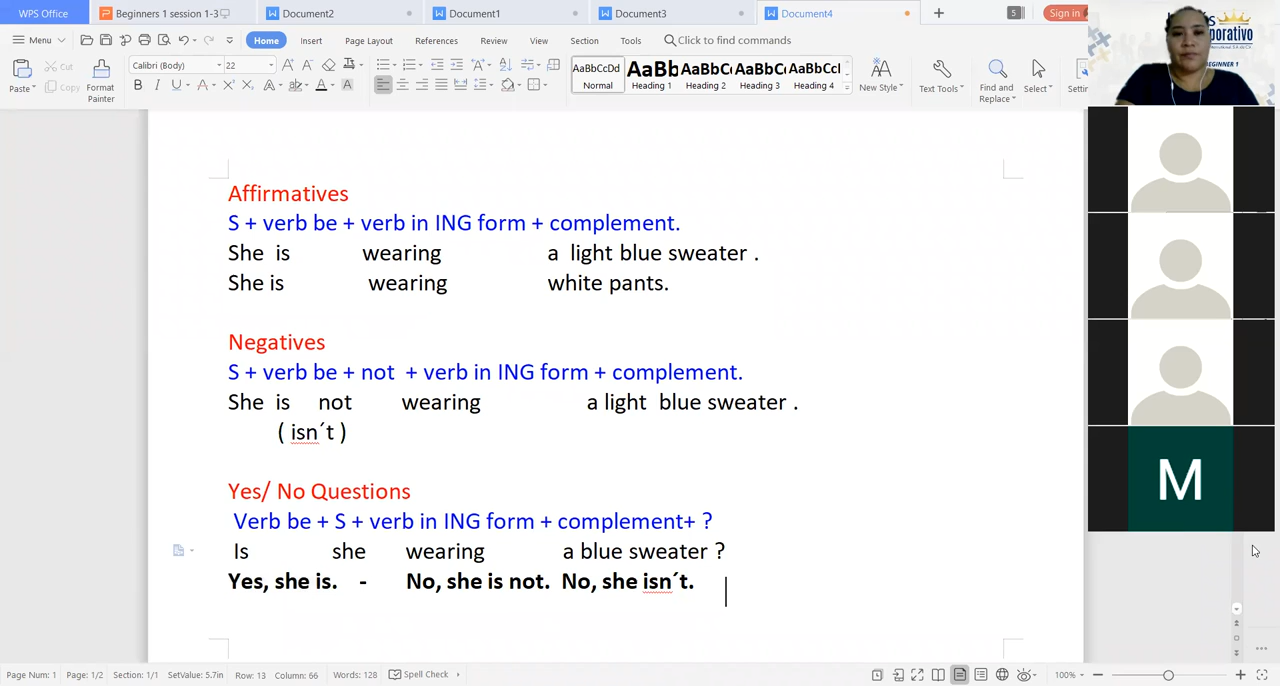 WPS Office
Beginners 1 session 1-3
Document2
Document1
Document3
Document4
S
Sign in
Menu
Home
Insert
Page Layout
References
Review
View
Section
Tools
Click to find commands
Paste
Cut
Copy
Format Painter
Calibri (Body)
22
AaBbCcDd
Normal
AaBb
Heading 1
AaBbC
Heading 2
AaBbC
Heading 3
AaBbCcI
Heading 4
New Style
Text Tools
Find and Replace
Select
BEGINNER 1
Affirmatives
S + verb be + verb in ING form + complement.
She is wearing a light blue sweater .
She is wearing white pants.
Negatives
S + verb be + not + verb in ING form + complement.
She is not wearing a light blue sweater .
( isn´t )
Yes/ No Questions
Verb be + S + verb in ING form + complement+ ?
Is she wearing a blue sweater ?
Yes, she is. - No, she is not. No, she isn´t.
M
Page Num: 1 Page: 1/2 Section: 1/1 SetValue: 5.7in Row: 13 Column: 66 Words: 128 Spell Check 100%